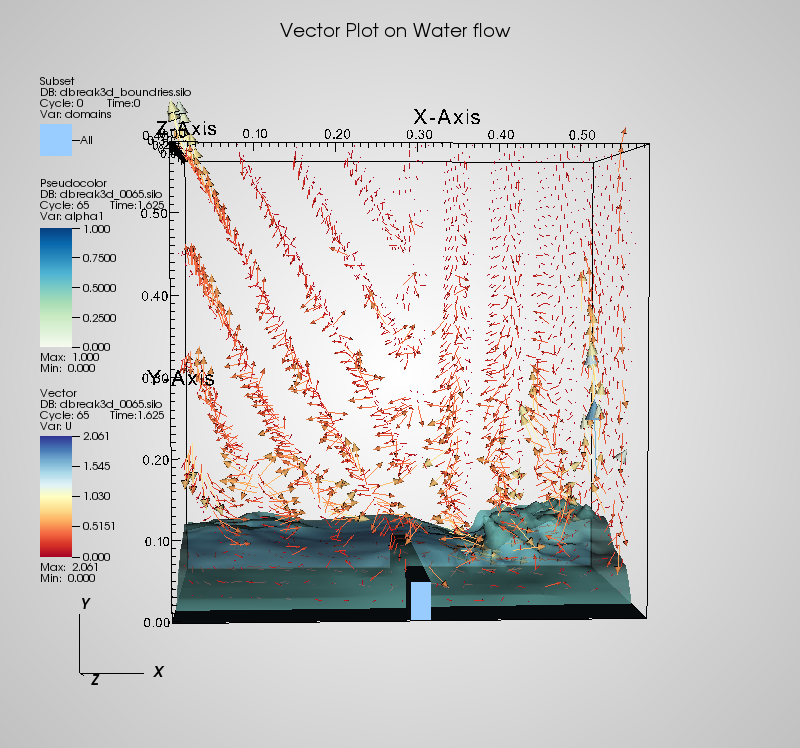 Vector Plot on Water flow
Subset
DB: dbreak3d_boundries.silo
Cycle: 0 Time:0
Var: domains
All
Pseudocolor
DB: dbreak3d_0065.silo
Cycle: 65 Time:1.625
Var: alpha1
1.000
0.7500
0.5000
0.2500
0.000
Max: 1.000
Min: 0.000
Vector
DB: dbreak3d_0065.silo
Cycle: 65 Time:1.625
Var: U
2.061
1.545
1.030
0.5151
0.000
Max: 2.061
Min: 0.000
X-Axis
Z-Axis
0.10 0.20 0.30 0.40 0.50
0.50
0.40
Y-Axis
0.20
0.10
0.00
Y
X
Z